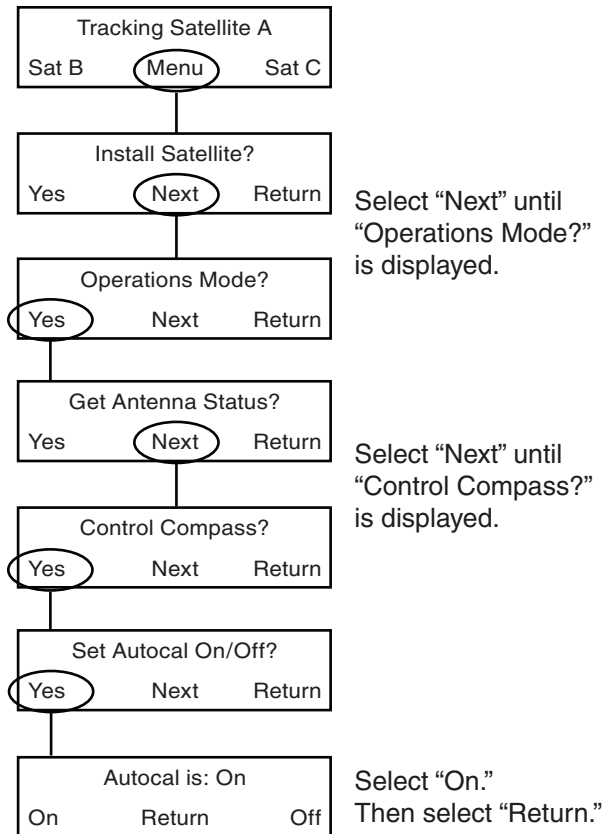 Tracking Satellite A
Sat B Menu Sat C
Install Satellite?
Yes Next Return
Select “Next” until
“Operations Mode?”
is displayed.
Operations Mode?
Yes Next Return
Get Antenna Status?
Yes Next Return
Select “Next” until
“Control Compass?”
is displayed.
Control Compass?
Yes Next Return
Set Autocal On/Off?
Yes Next Return
Autocal is: On
On Return Off
Select “On.”
Then select “Return.”